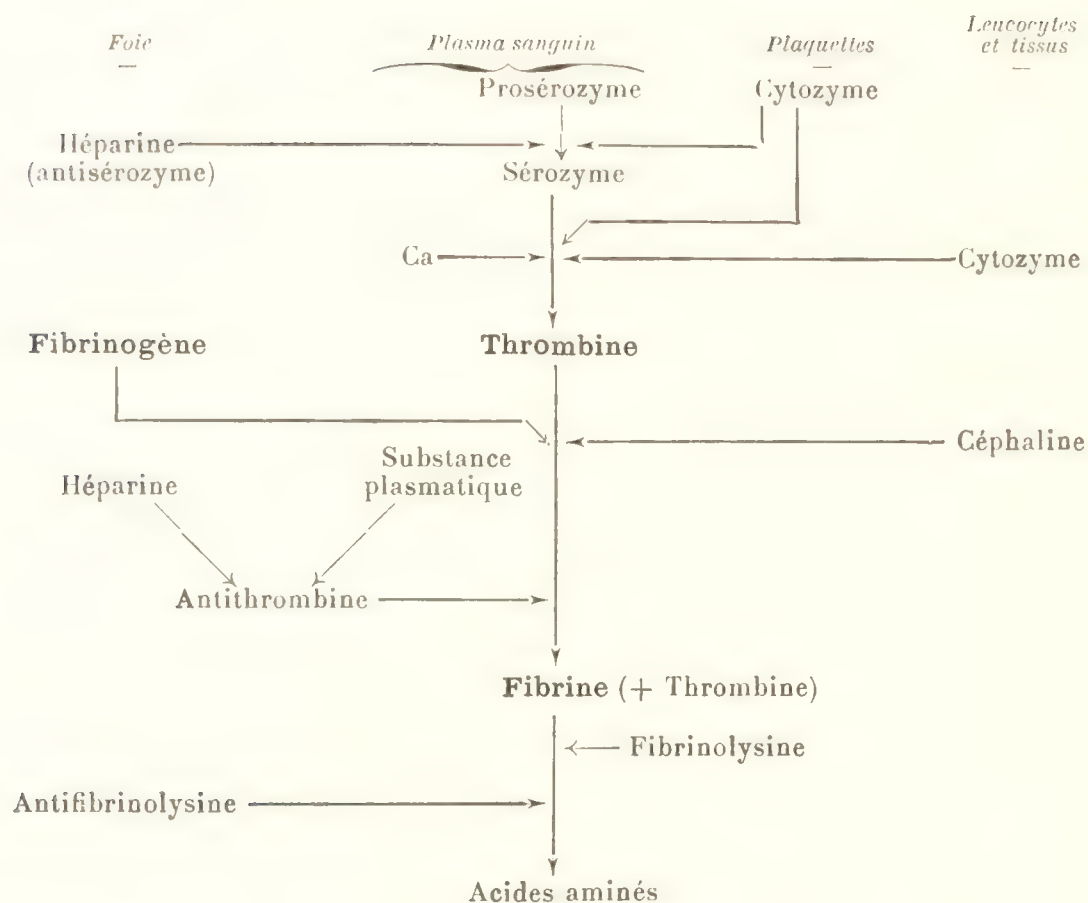 Foie
Plasma sanguin
Plaquettes
Leucocytes
et tissus
Prosérozyme
Cytozyme
Héparine
(antisérozyme)
Sérozyme
Ca
Cytozyme
Fibrinogène
Thrombine
Céphaline
Héparine
Substance
plasmatique
Antithrombine
Fibrine (+ Thrombine)
Fibrinolysine
Antifibrinolysine
Acides aminés